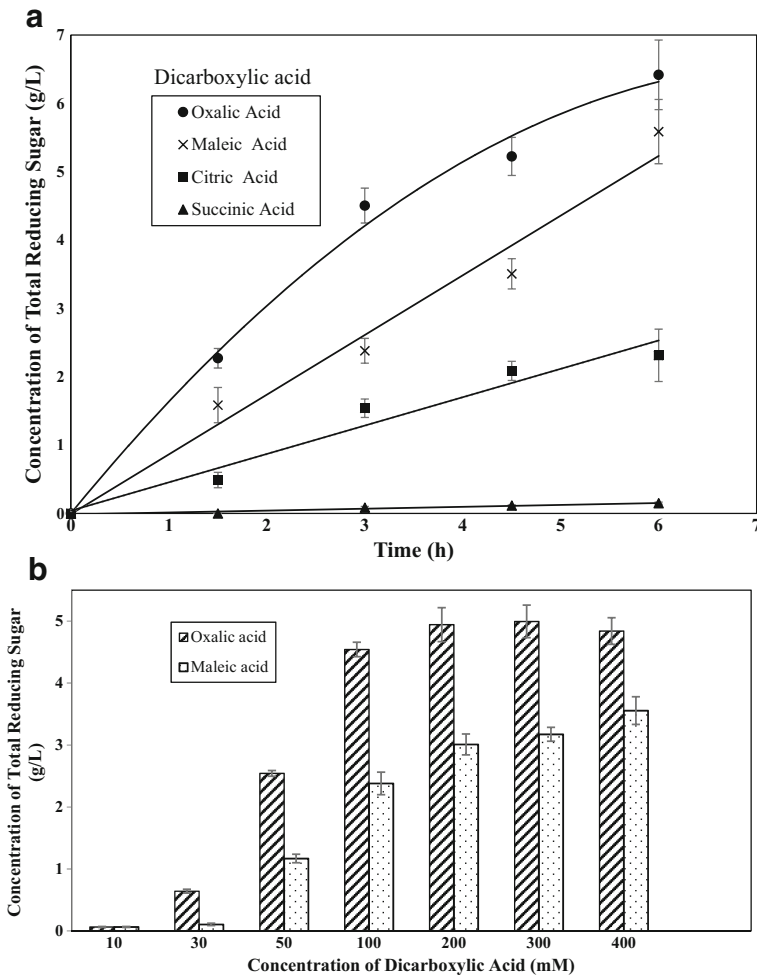 a
Concentration of Total Reducing Sugar (g/L)
7
6
5
4
3
2
1
0
Dicarboxylic acid
Oxalic Acid
Maleic Acid
Citric Acid
Succinic Acid
0 1 2 3 4 5 6 7
Time (h)
b
Concentration of Total Reducing Sugar
(g/L)
5
4
3
2
1
0
Oxalic acid
Maleic acid
10 30 50 100 200 300 400
Concentration of Dicarboxylic Acid (mM)